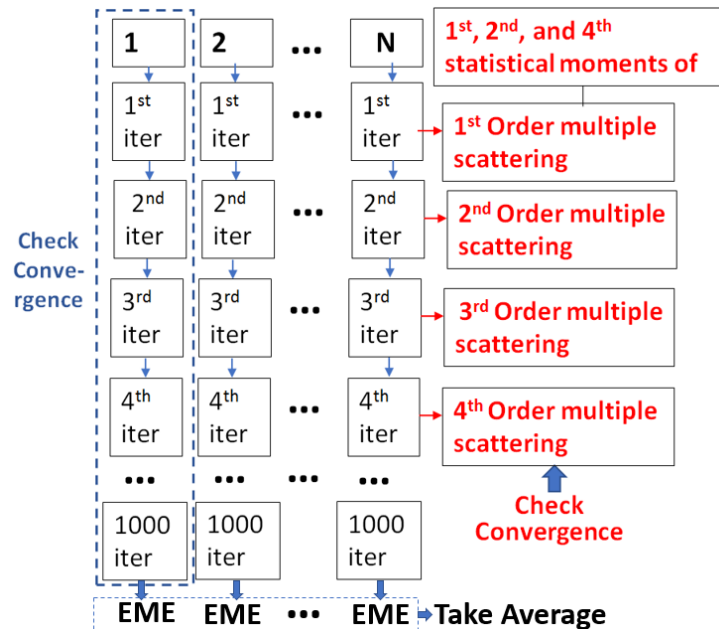 1 2 ... N
1st, 2nd, and 4th
statistical moments of
1st
iter
1st
iter
...
1st
iter
1st Order multiple
scattering
2nd
iter
2nd
iter
...
2nd
iter
2nd Order multiple
scattering
Check
Conve-
rgence
3rd
iter
3rd
iter
...
3rd
iter
3rd Order multiple
scattering
4th
iter
4th
iter
...
4th
iter
4th Order multiple
scattering
... ... ... ...
Check
Convergence
1000
iter
1000
iter
1000
iter
EME EME ... EME Take Average